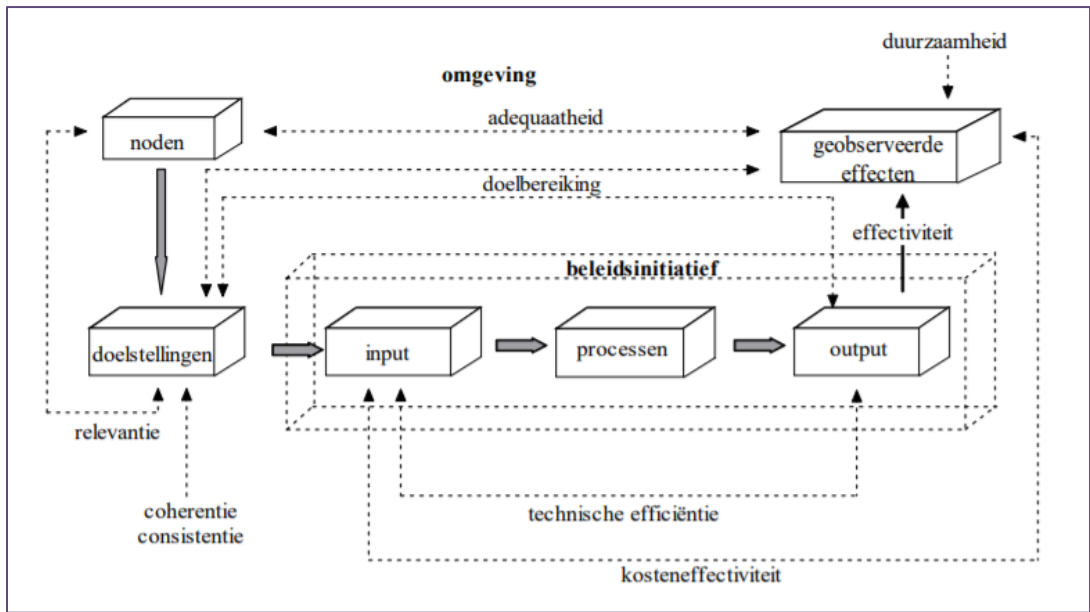 duurzaamheid
omgeving
adequaatheid
noden
geobserveerde
effecten
doelbereiking
effectiviteit
beleidsinitiatief
doelstellingen
input
processen
output
relevantie
coherentie
consistentie
technische efficiëntie
kosteneffectiviteit